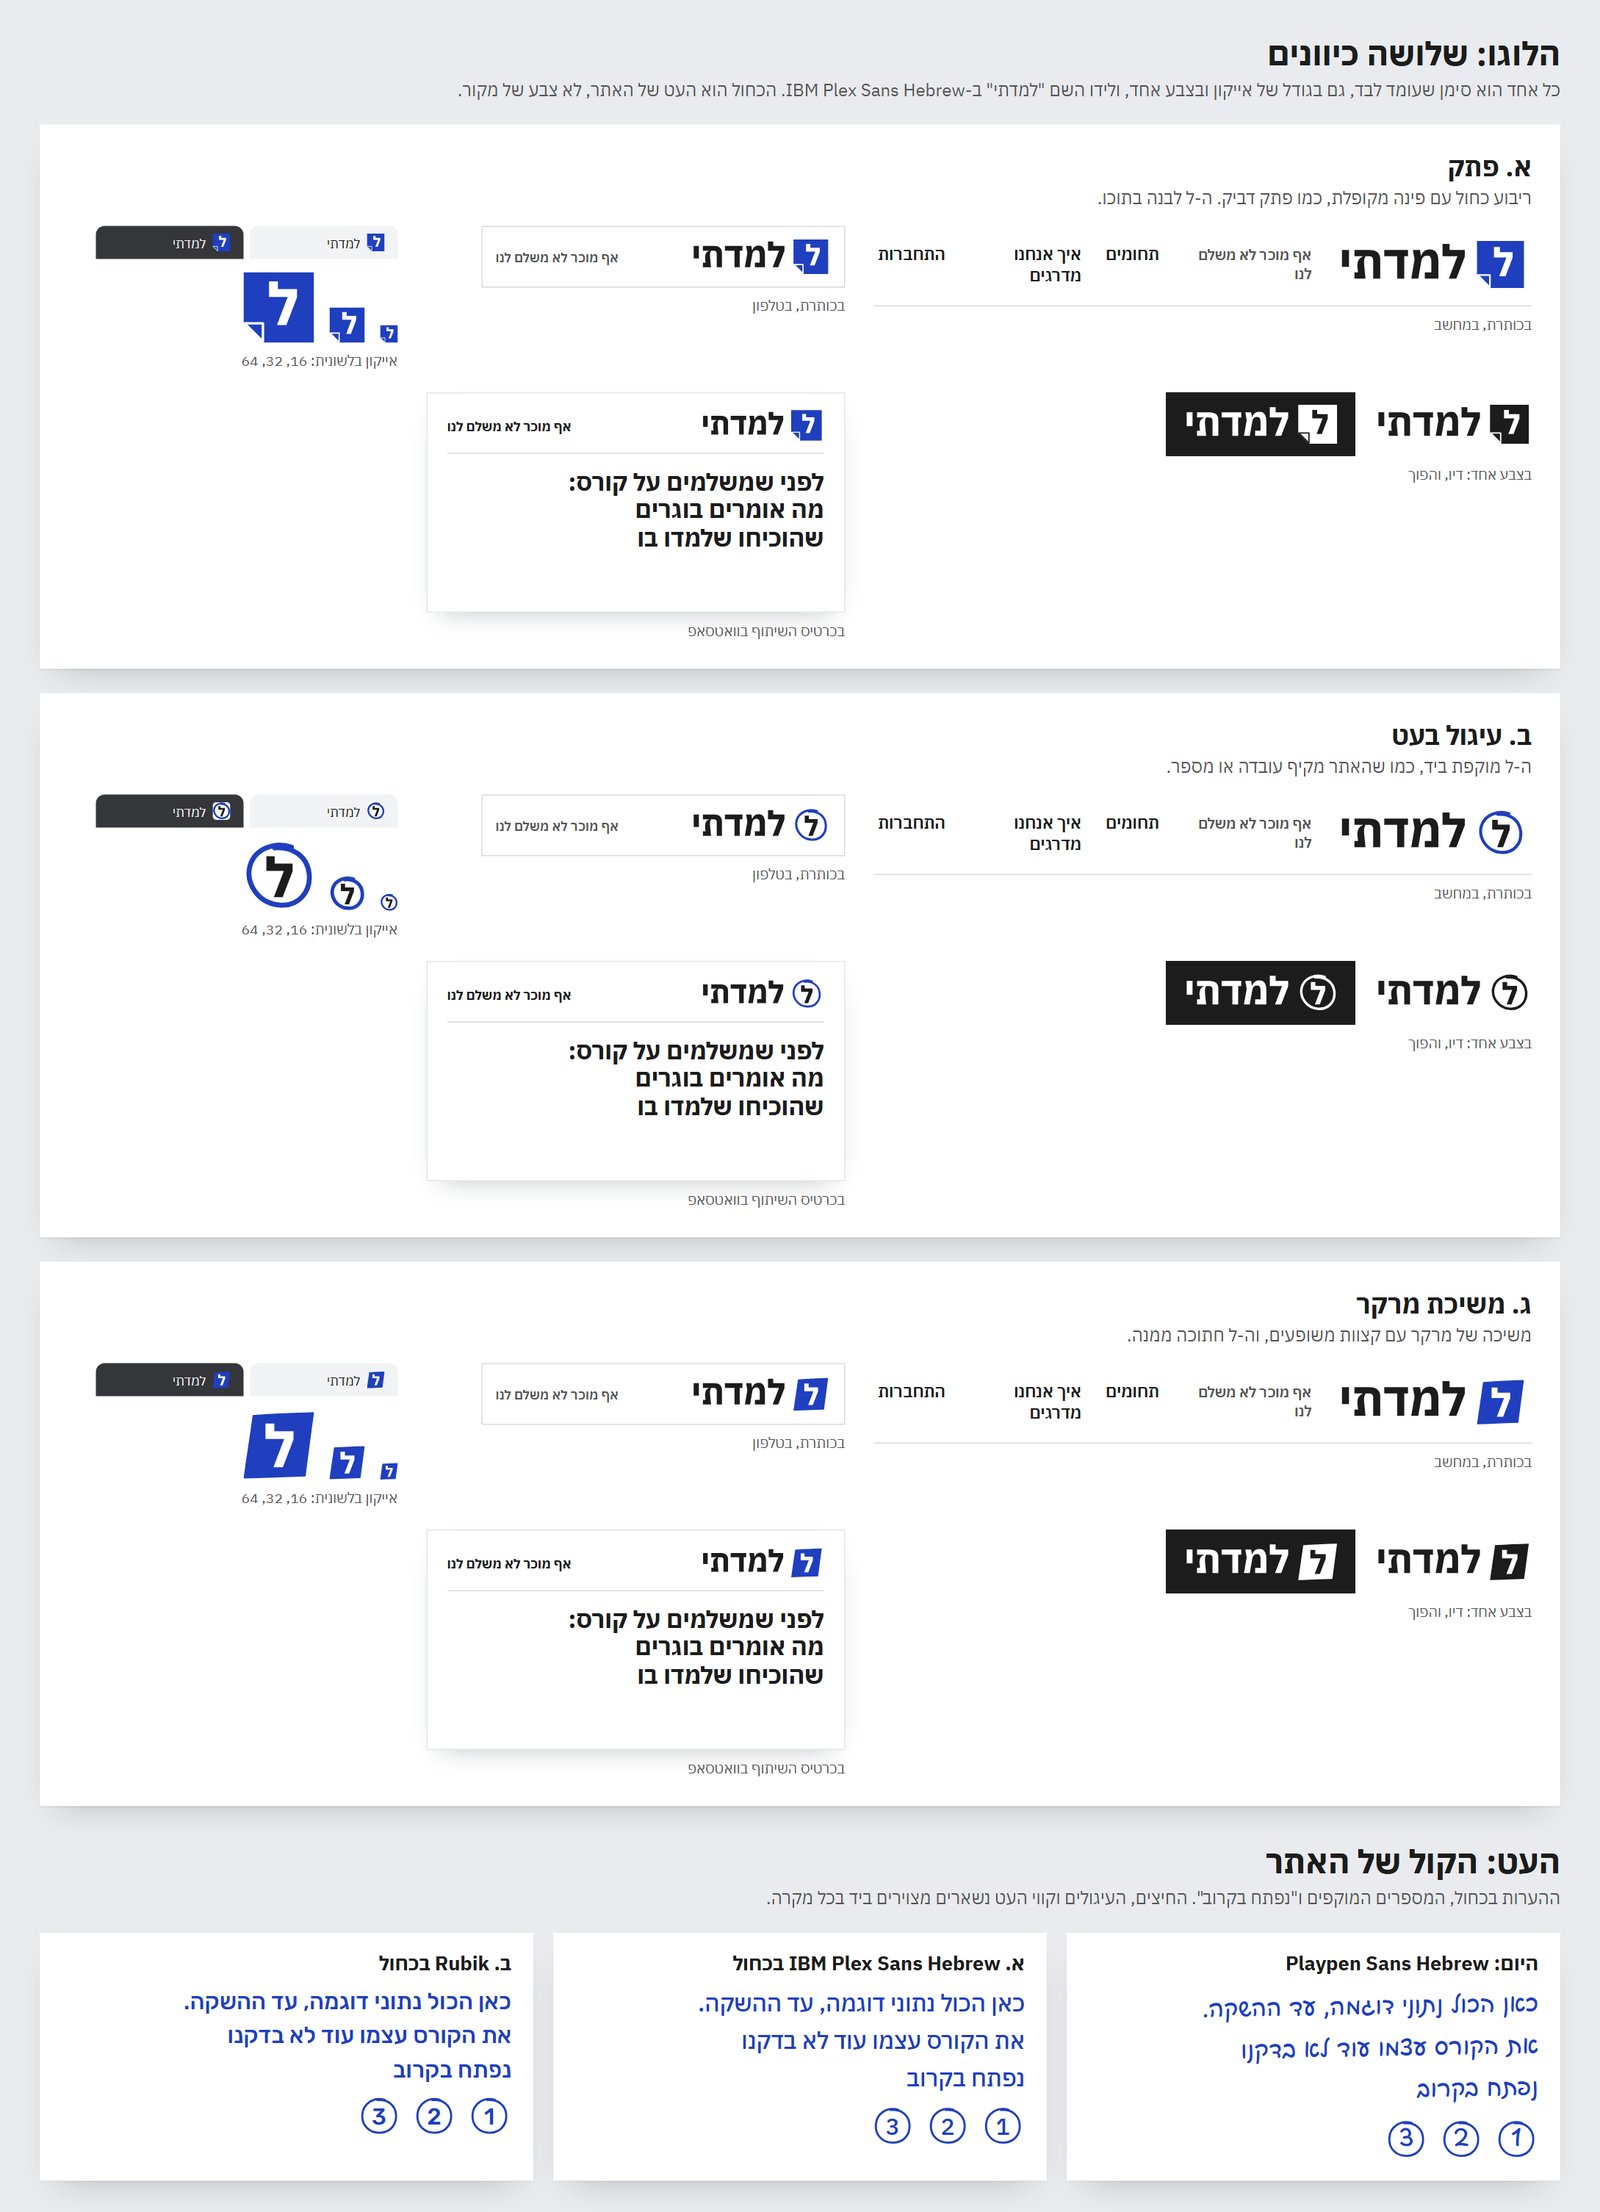 הלוגו: שלושה כיוונים
כל אחד הוא סימן שעומד לבד, גם בגודל של אייקון ובצבע אחד, ולידו השם "למדתי" ב-IBM Plex Sans Hebrew. הכחול הוא העט של האתר, לא צבע של מקור.
א. פתק
ריבוע כחול עם פינה מקופלת, כמו פתק דביק. ה-ל לבנה בתוכו.
ל למדתי
אף מוכר לא משלם
לנו
תחומים
איך אנחנו
מדרגים
התחברות
בכותרת, במחשב
ל למדתי
אף מוכר לא משלם לנו
בכותרת, בטלפון
ל למדתי
ל למדתי
ל ל ל
אייקון בלשונית: 16, 32, 64
ל למדתי
ל למדתי
בצבע אחד: דיו, והפוך
ל למדתי
אף מוכר לא משלם לנו
לפני שמשלמים על קורס:
מה אומרים בוגרים
שהוכיחו שלמדו בו
בכרטיס השיתוף בוואטסאפ
ב. עיגול בעט
ה-ל מוקפת ביד, כמו שהאתר מקיף עובדה או מספר.
ל למדתי
אף מוכר לא משלם
לנו
תחומים
איך אנחנו
מדרגים
התחברות
בכותרת, במחשב
ל למדתי
אף מוכר לא משלם לנו
בכותרת, בטלפון
ל למדתי
ל למדתי
ל ל ל
אייקון בלשונית: 16, 32, 64
ל למדתי
ל למדתי
בצבע אחד: דיו, והפוך
ל למדתי
אף מוכר לא משלם לנו
לפני שמשלמים על קורס:
מה אומרים בוגרים
שהוכיחו שלמדו בו
בכרטיס השיתוף בוואטסאפ
ג. משיכת מרקר
משיכה של מרקר עם קצוות משופעים, וה-ל חתוכה ממנה.
ל למדתי
אף מוכר לא משלם
לנו
תחומים
איך אנחנו
מדרגים
התחברות
בכותרת, במחשב
ל למדתי
אף מוכר לא משלם לנו
בכותרת, בטלפון
ל למדתי
ל למדתי
ל ל ל
אייקון בלשונית: 16, 32, 64
ל למדתי
ל למדתי
בצבע אחד: דיו, והפוך
ל למדתי
אף מוכר לא משלם לנו
לפני שמשלמים על קורס:
מה אומרים בוגרים
שהוכיחו שלמדו בו
בכרטיס השיתוף בוואטסאפ
העט: הקול של האתר
ההערות בכחול, המספרים המוקפים ו"נפתח בקרוב". החיצים, העיגולים וקווי העט נשארים מצוירים ביד בכל מקרה.
היום: Playpen Sans Hebrew
כאן הכול נתוני דוגמה, עד ההשקה.
את הקורס עצמו עוד לא בדקנו
נפתח בקרוב
1 2 3
א. IBM Plex Sans Hebrew בכחול
כאן הכול נתוני דוגמה, עד ההשקה.
את הקורס עצמו עוד לא בדקנו
נפתח בקרוב
1 2 3
ב. Rubik בכחול
כאן הכול נתוני דוגמה, עד ההשקה.
את הקורס עצמו עוד לא בדקנו
נפתח בקרוב
1 2 3